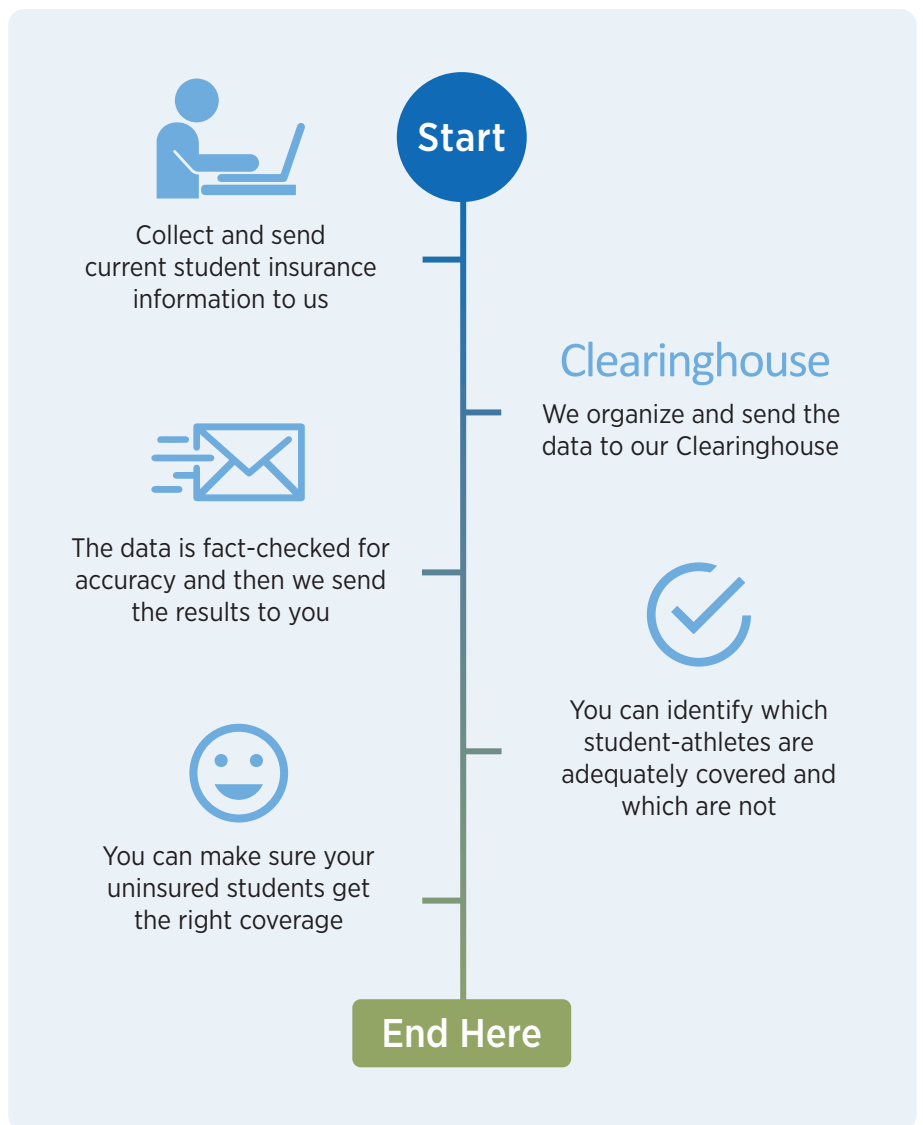 Start
Collect and send
current student insurance
information to us
Clearinghouse
We organize and send the
data to our Clearinghouse
The data is fact-checked for
accuracy and then we send
the results to you
You can identify which
student-athletes are
adequately covered and
which are not
You can make sure your
uninsured students get
the right coverage
End Here